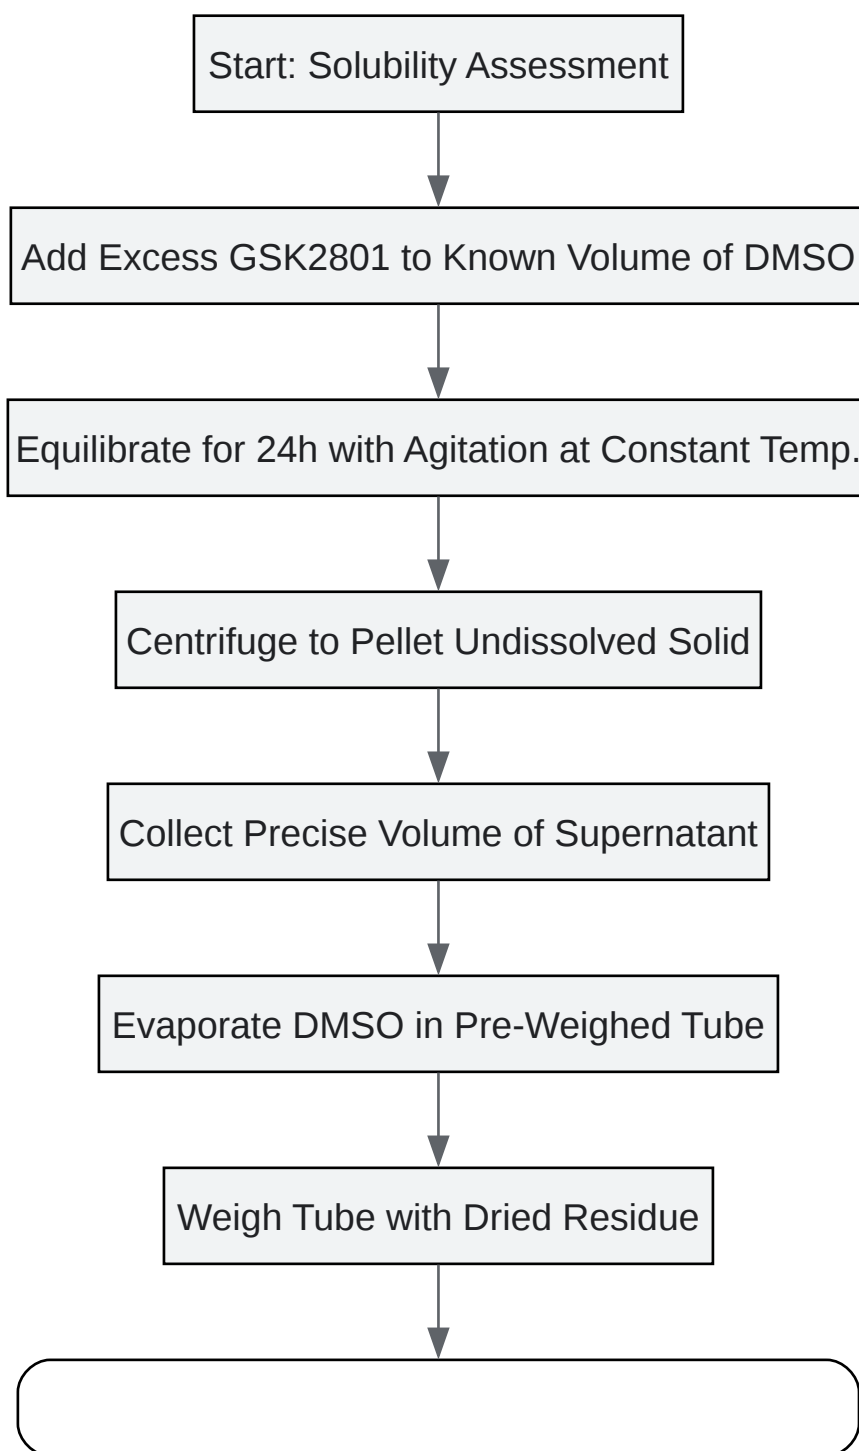 Start: Solubility Assessment
Add Excess GSK2801 to Known Volume of DMSO
Equilibrate for 24h with Agitation at Constant Temp.
Centrifuge to Pellet Undissolved Solid
Collect Precise Volume of Supernatant
Evaporate DMSO in Pre-Weighed Tube
Weigh Tube with Dried Residue